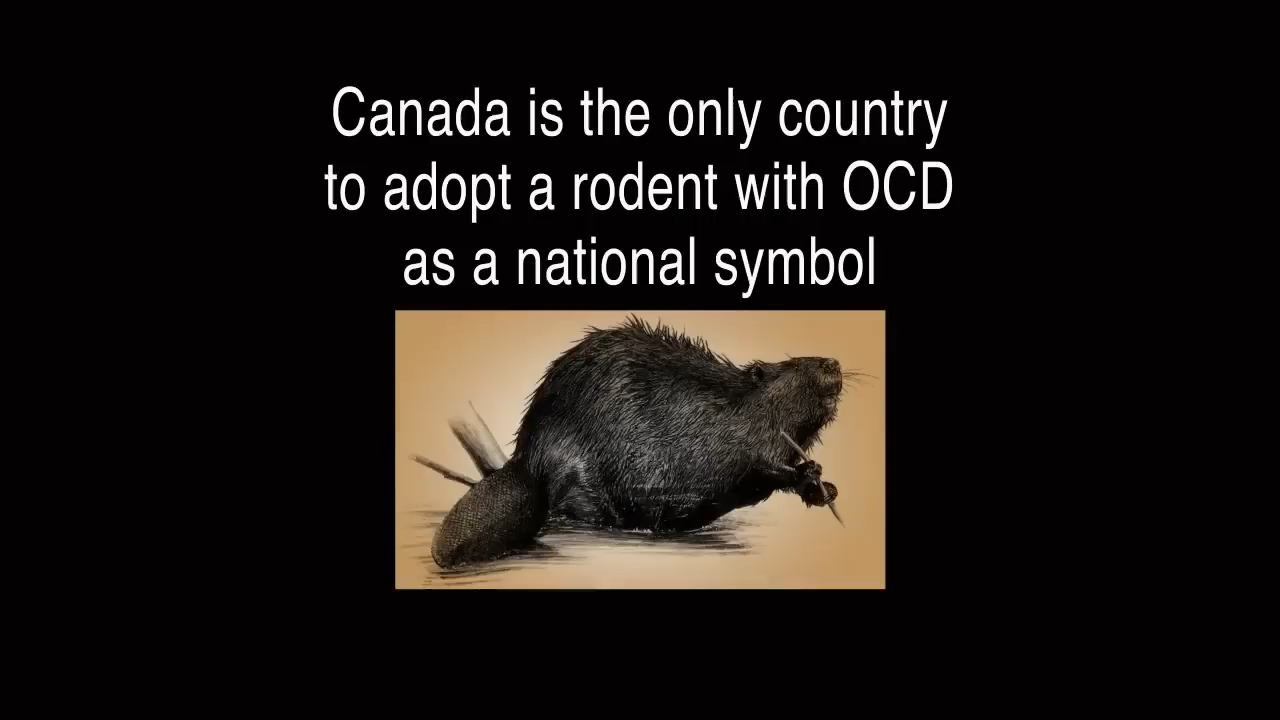 Canada is the only country
to adopt a rodent with OCD
as a national symbol